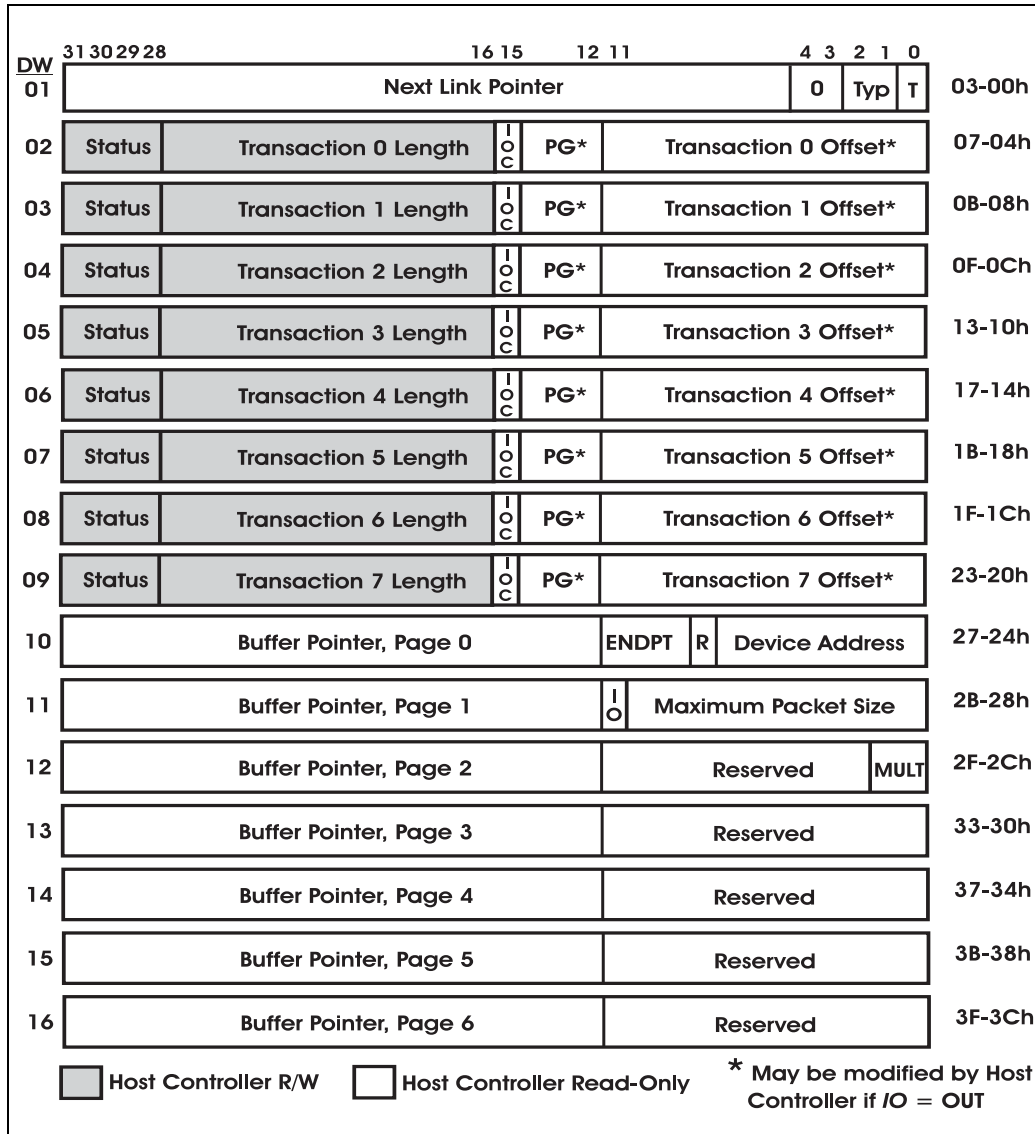 31 30 29 28 16 15 12 11 4 3 2 1 0
DW
01 Next Link Pointer 0 Typ T 03-00h
02 Status Transaction 0 Length IOC PG* Transaction 0 Offset* 07-04h
03 Status Transaction 1 Length IOC PG* Transaction 1 Offset* 0B-08h
04 Status Transaction 2 Length IOC PG* Transaction 2 Offset* 0F-0Ch
05 Status Transaction 3 Length IOC PG* Transaction 3 Offset* 13-10h
06 Status Transaction 4 Length IOC PG* Transaction 4 Offset* 17-14h
07 Status Transaction 5 Length IOC PG* Transaction 5 Offset* 1B-18h
08 Status Transaction 6 Length IOC PG* Transaction 6 Offset* 1F-1Ch
09 Status Transaction 7 Length IOC PG* Transaction 7 Offset* 23-20h
10 Buffer Pointer, Page 0 ENDPT R Device Address 27-24h
11 Buffer Pointer, Page 1 IO Maximum Packet Size 2B-28h
12 Buffer Pointer, Page 2 Reserved MULT 2F-2Ch
13 Buffer Pointer, Page 3 Reserved 33-30h
14 Buffer Pointer, Page 4 Reserved 37-34h
15 Buffer Pointer, Page 5 Reserved 3B-38h
16 Buffer Pointer, Page 6 Reserved 3F-3Ch
Host Controller R/W Host Controller Read-Only * May be modified by Host
Controller if IO = OUT